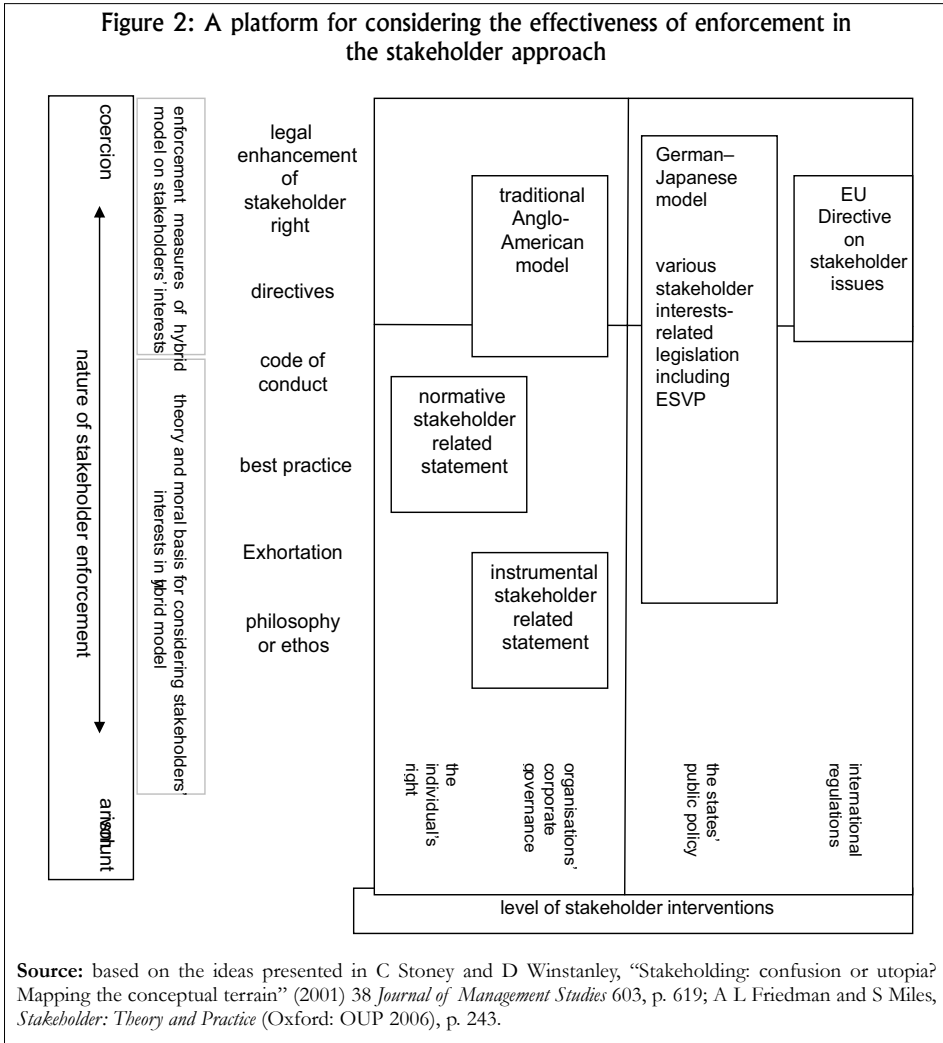 Figure 2: A platform for considering the effectiveness of enforcement in
the stakeholder approach
coercion
nature of stakeholder enforcement
enforcement measures of hybrid
model on stakeholders' interests
theory and moral basis for considering stakeholders'
interests in model
legal
enhancement
of
stakeholder
right
directives
code of
conduct
best practice
Exhortation
philosophy
or ethos
traditional
Anglo-
American
model
normative
stakeholder
related
statement
instrumental
stakeholder
related
statement
German–
Japanese
model
various
stakeholder
interests-
related
legislation
including
ESVP
EU
Directive
on
stakeholder
issues
the
individual's
right
organisations'
corporate
governance
the states'
public policy
international
regulations
level of stakeholder interventions
Source: based on the ideas presented in C Stoney and D Winstanley, “Stakeholding: confusion or utopia?
Mapping the conceptual terrain” (2001) 38 Journal of Management Studies 603, p. 619; A L Friedman and S Miles,
Stakeholder: Theory and Practice (Oxford: OUP 2006), p. 243.